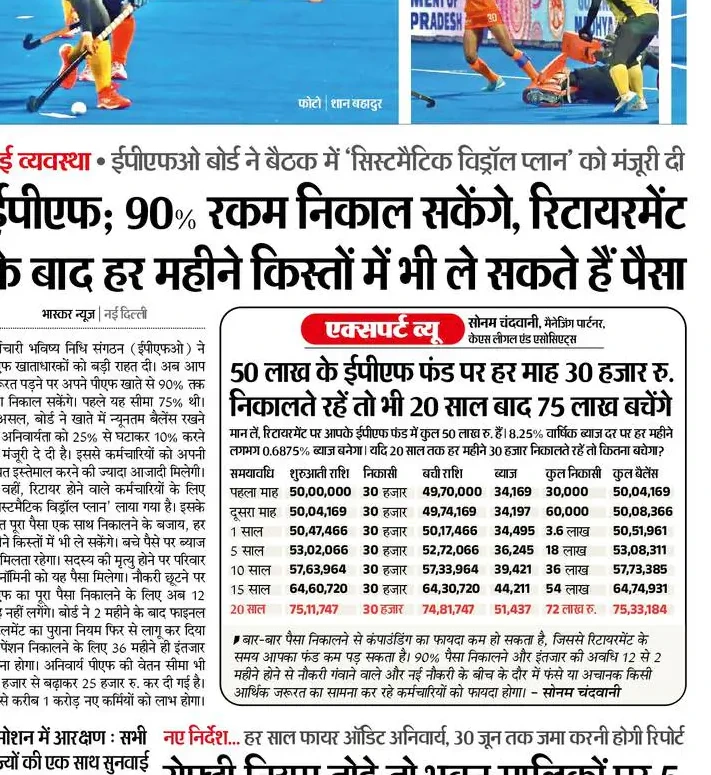 PRADESH
MADHYA
फोटो | शान बहादुर
ई व्यवस्था • ईपीएफओ बोर्ड ने बैठक में 'सिस्टमैटिक विड्रॉल प्लान' को मंजूरी दी
ईपीएफ; 90% रकम निकाल सकेंगे, रिटायरमेंट
के बाद हर महीने किस्तों में भी ले सकते हैं पैसा
भास्कर न्यूज | नई दिल्ली
र्मचारी भविष्य निधि संगठन (ईपीएफओ) ने
एफ खाताधारकों को बड़ी राहत दी। अब आप
रूरत पड़ने पर अपने पीएफ खाते से 90% तक
निकाल सकेंगे। पहले यह सीमा 75% थी।
असल, बोर्ड ने खाते में न्यूनतम बैलेंस रखने
अनिवार्यता को 25% से घटाकर 10% करने
मंजूरी दे दी है। इससे कर्मचारियों को अपनी
त इस्तेमाल करने की ज्यादा आजादी मिलेगी।
वहीं, रिटायर होने वाले कर्मचारियों के लिए
स्टमैटिक विड्रॉल प्लान' लाया गया है। इसके
त पूरा पैसा एक साथ निकालने के बजाय, हर
ने किस्तों में भी ले सकेंगे। बचे पैसे पर ब्याज
मिलता रहेगा। सदस्य की मृत्यु होने पर परिवार
ॉमिनी को यह पैसा मिलेगा। नौकरी छूटने पर
एफ का पूरा पैसा निकालने के लिए अब 12
नहीं लगेंगे। बोर्ड ने 2 महीने के बाद फाइनल
लमेंट का पुराना नियम फिर से लागू कर दिया
पेंशन निकालने के लिए 36 महीने ही इंतजार
ना होगा। अनिवार्य पीएफ की वेतन सीमा भी
हजार से बढ़ाकर 25 हजार रु. कर दी गई है।
से करीब 1 करोड़ नए कर्मियों को लाभ होगा।
एक्सपर्ट व्यू
सोनम चंदवानी, मैनेजिंग पार्टनर,
केएस लीगल एंड एसोसिएट्स
50 लाख के ईपीएफ फंड पर हर माह 30 हजार रु.
निकालते रहें तो भी 20 साल बाद 75 लाख बचेंगे
मान लें, रिटायरमेंट पर आपके ईपीएफ फंड में कुल 50 लाख रु. हैं। 8.25% वार्षिक ब्याज दर पर हर महीने
लगभग 0.6875% ब्याज बनेगा। यदि 20 साल तक हर महीने 30 हजार निकालते रहें तो कितना बचेगा?
समयावधि शुरुआती राशि निकासी बची राशि ब्याज कुल निकासी कुल बैलेंस
पहला माह 50,00,000 30 हजार 49,70,000 34,169 30,000 50,04,169
दूसरा माह 50,04,169 30 हजार 49,74,169 34,197 60,000 50,08,366
1 साल 50,47,466 30 हजार 50,17,466 34,495 3.6 लाख 50,51,961
5 साल 53,02,066 30 हजार 52,72,066 36,245 18 लाख 53,08,311
10 साल 57,63,964 30 हजार 57,33,964 39,421 36 लाख 57,73,385
15 साल 64,60,720 30 हजार 64,30,720 44,211 54 लाख 64,74,931
20 साल 75,11,747 30 हजार 74,81,747 51,437 72 लाख रु. 75,33,184
बार-बार पैसा निकालने से कंपाउंडिंग का फायदा कम हो सकता है, जिससे रिटायरमेंट के
समय आपका फंड कम पड़ सकता है। 90% पैसा निकालने और इंतजार की अवधि 12 से 2
महीने होने से नौकरी गंवाने वाले और नई नौकरी के बीच के दौर में फंसे या अचानक किसी
आर्थिक जरूरत का सामना कर रहे कर्मचारियों को फायदा होगा। - सोनम चंदवानी
मोशन में आरक्षण : सभी
ज्यों की एक साथ सुनवाई
नए निर्देश... हर साल फायर ऑडिट अनिवार्य, 30 जून तक जमा करनी होगी रिपोर्ट